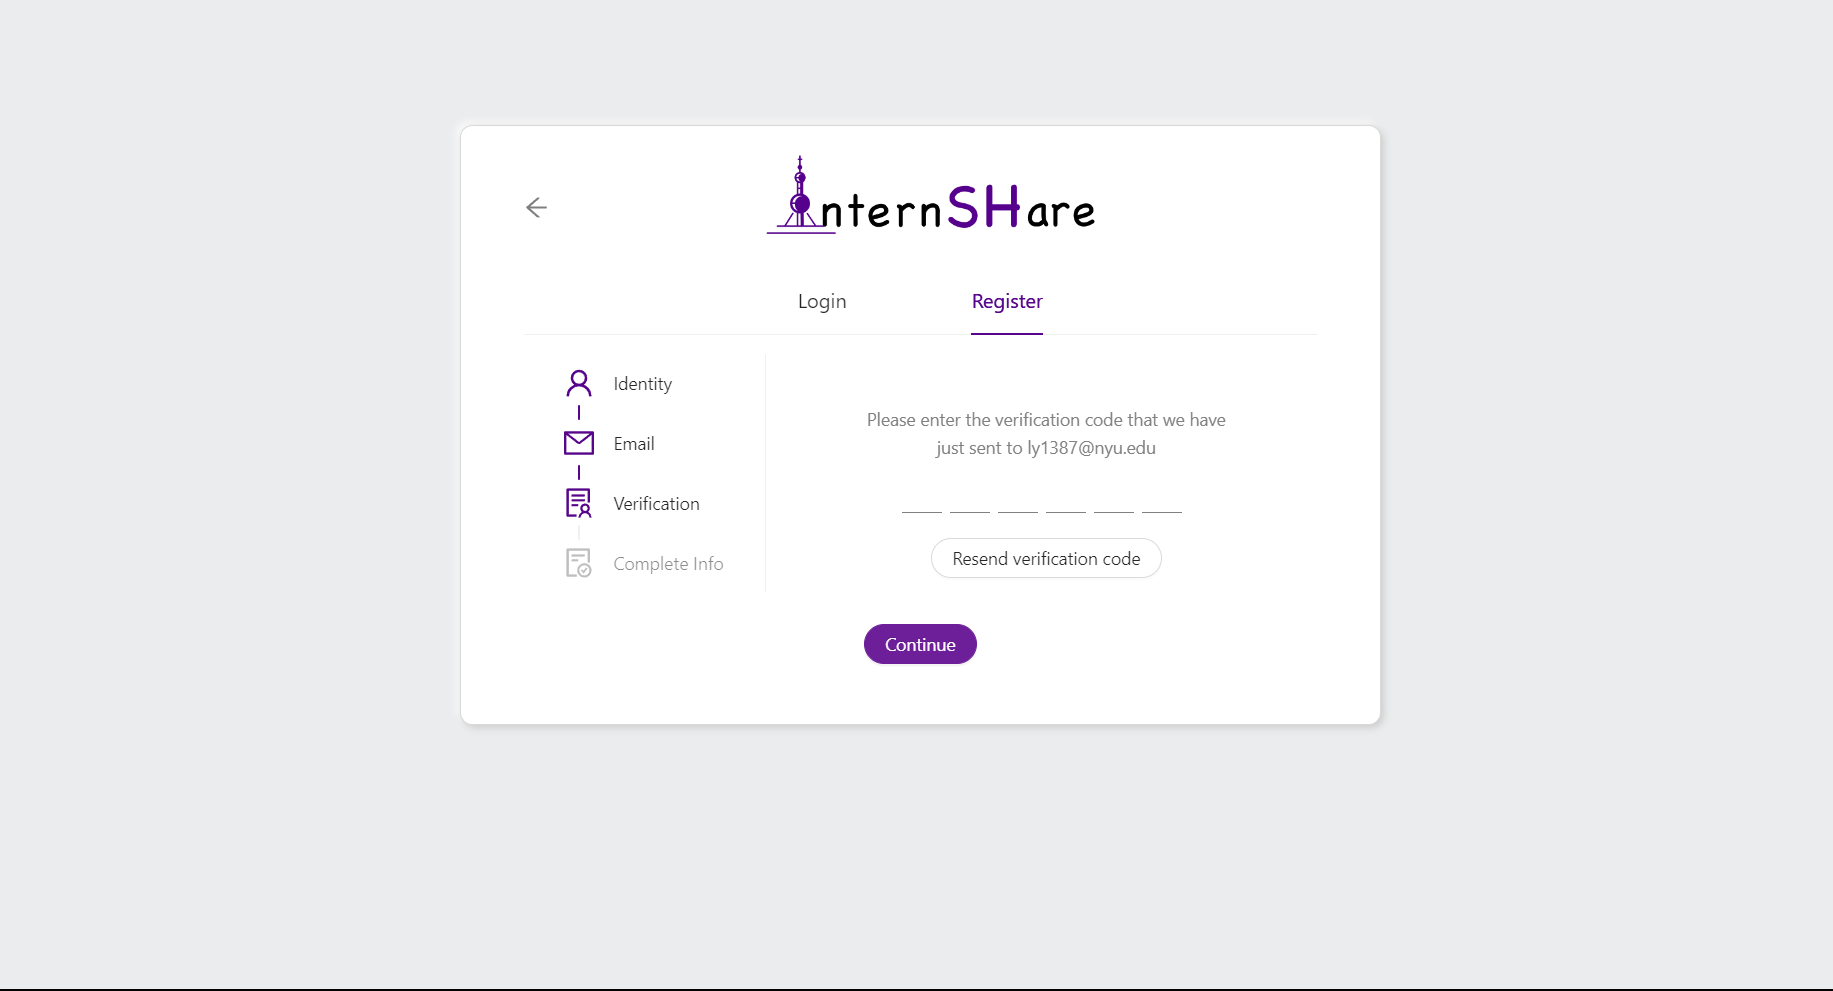 InternSHare
Login
Register
Identity
Email
Verification
Complete Info
Please enter the verification code that we have
just sent to ly1387@nyu.edu
Resend verification code
Continue